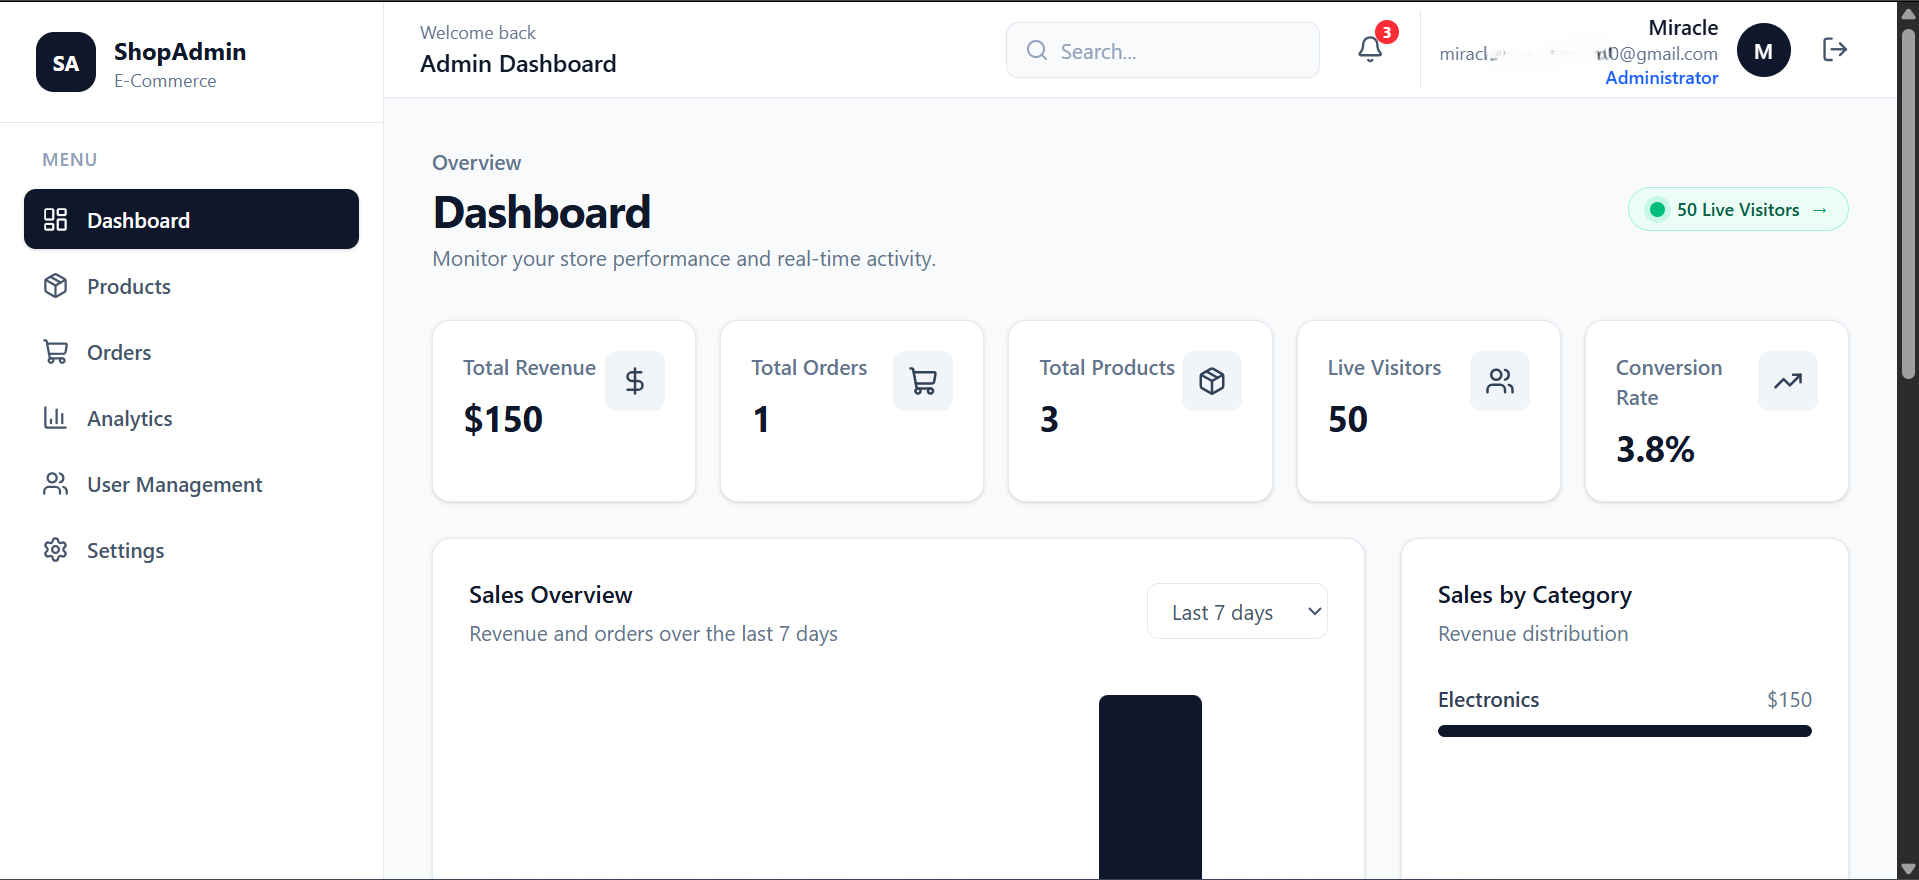 SA
ShopAdmin
E-Commerce
MENU
Dashboard
Products
Orders
Analytics
User Management
Settings
Welcome back
Admin Dashboard
Search...
3
Miracle
@gmail.com
Administrator
M
Overview
Dashboard
Monitor your store performance and real-time activity.
50 Live Visitors →
Total Revenue
$150
Total Orders
1
Total Products
3
Live Visitors
50
Conversion
Rate
3.8%
Sales Overview
Revenue and orders over the last 7 days
Last 7 days
Sales by Category
Revenue distribution
Electronics
$150